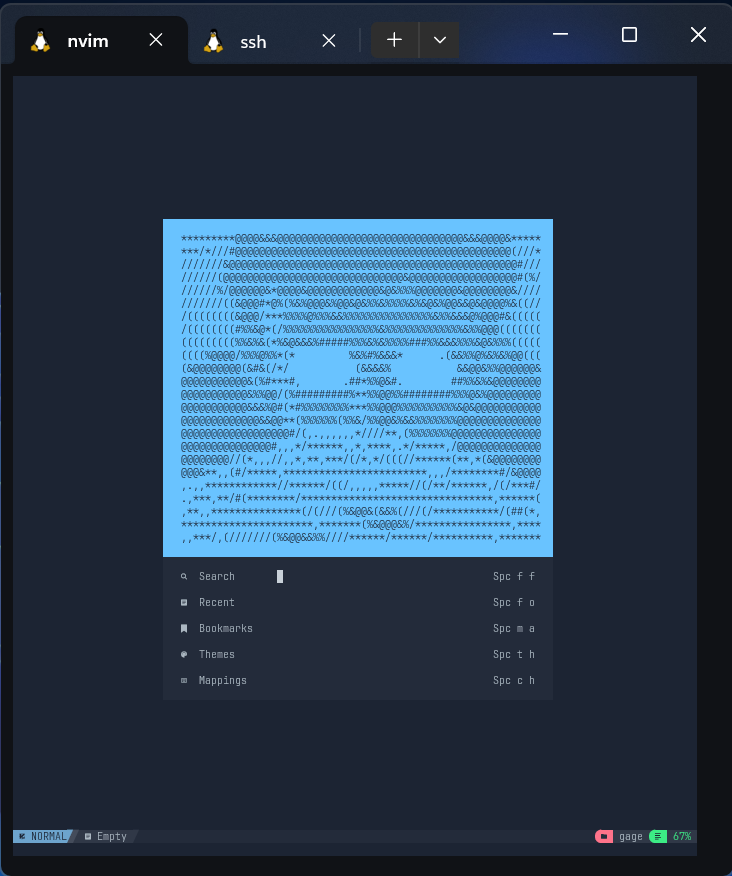 nvim
ssh
Search Spc f f
Recent Spc f o
Bookmarks Spc m a
Themes Spc t h
Mappings Spc c h
NORMAL Empty gage 67%